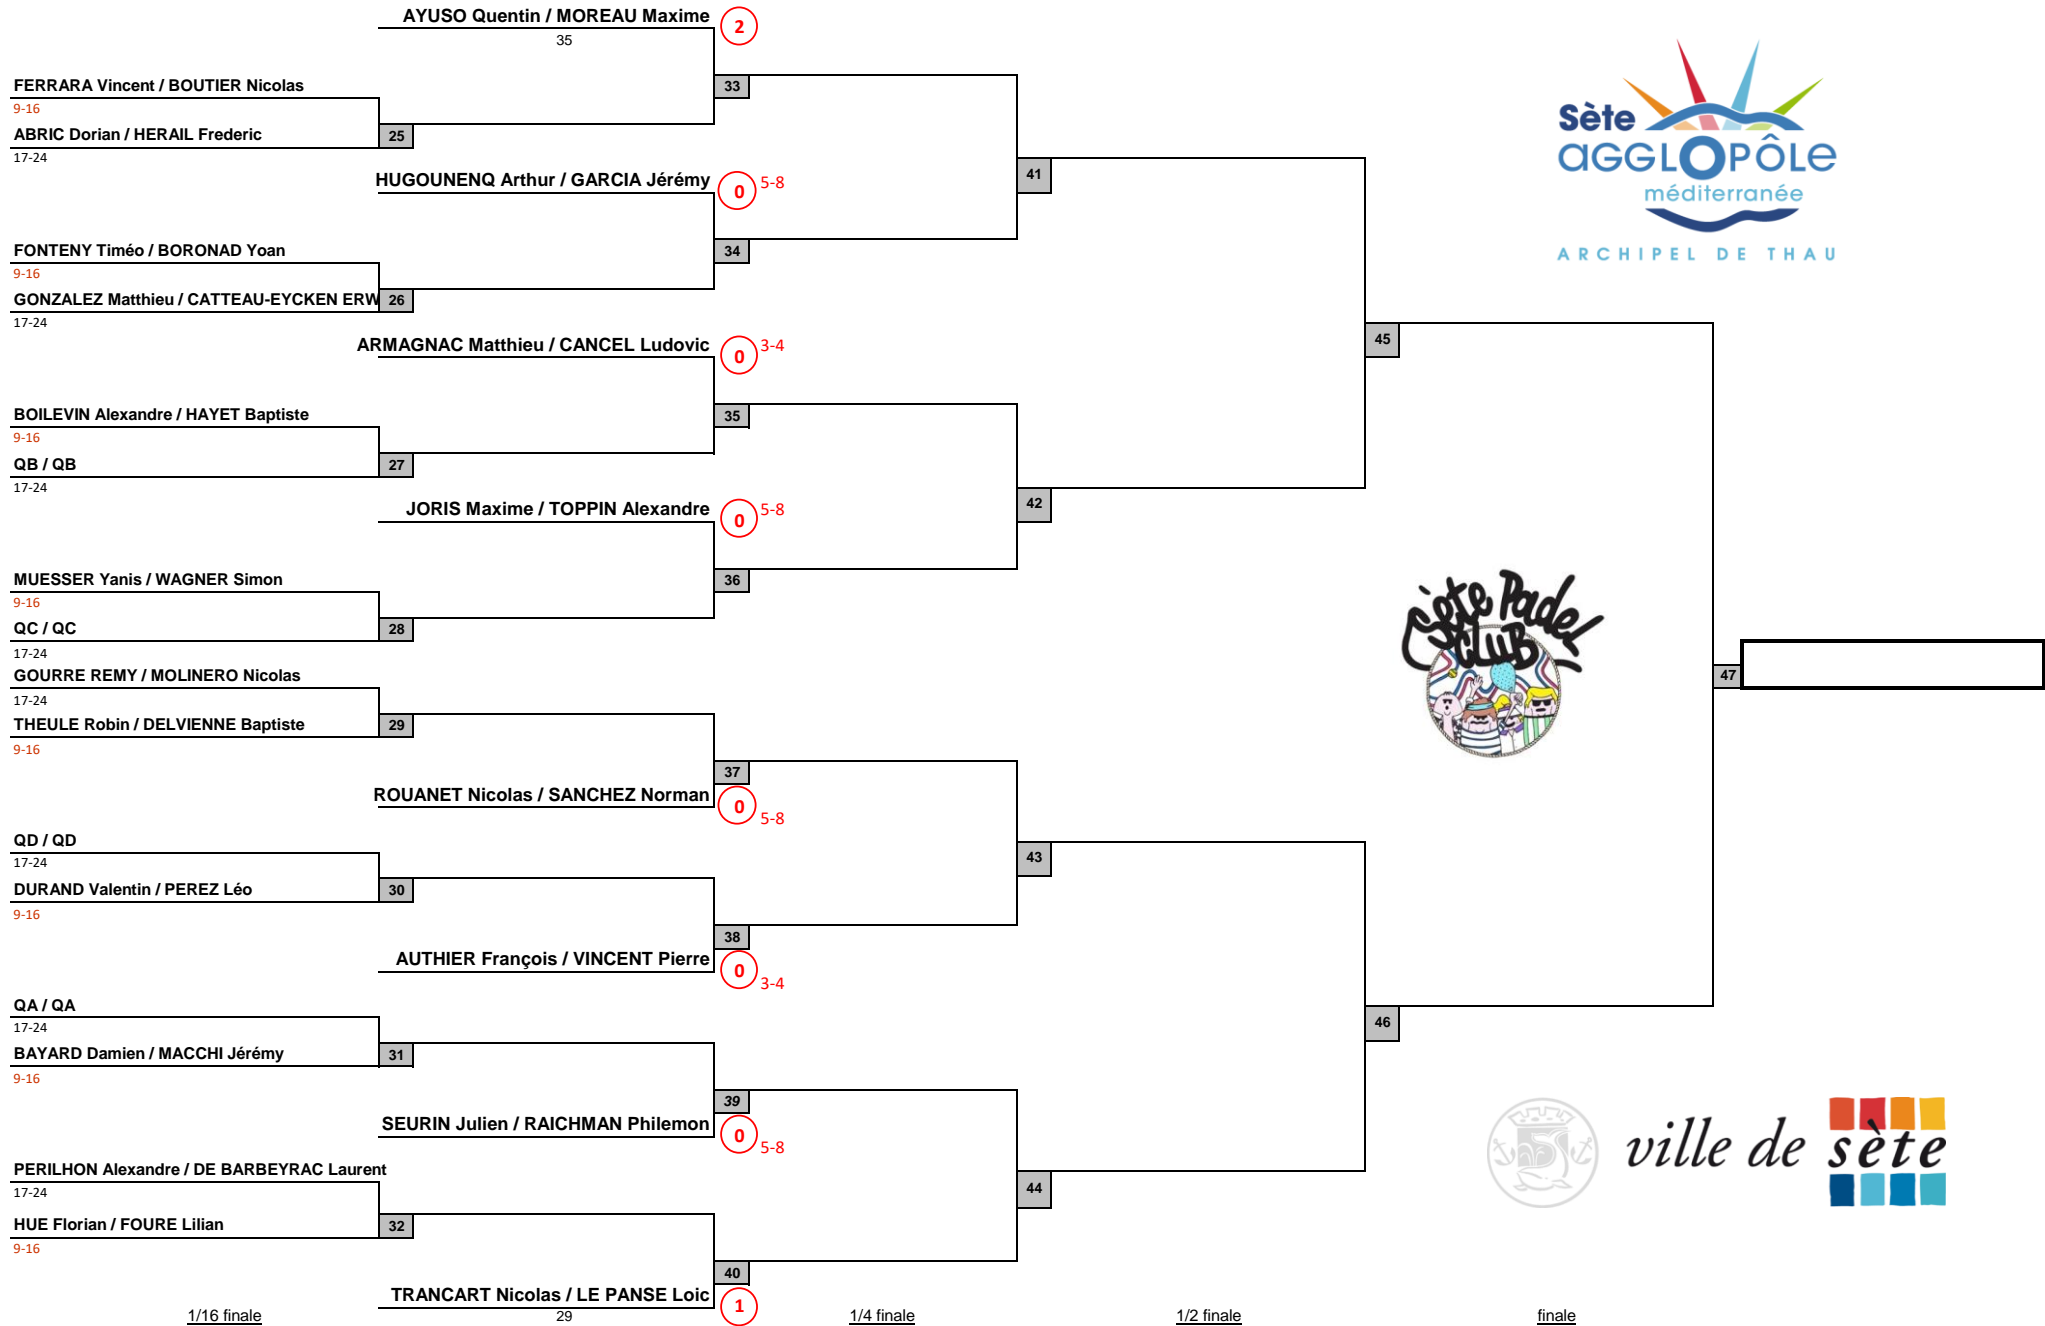 AYUSO Quentin / MOREAU Maxime
2
35
FERRARA Vincent / BOUTIER Nicolas
33
9-16
ABRIC Dorian / HERAIL Frederic
25
17-24
HUGOUNENQ Arthur / GARCIA Jérémy
0
5-8
41
FONTENY Timéo / BORONAD Yoan
34
9-16
GONZALEZ Matthieu / CATTEAU-EYCKEN ERW
26
17-24
ARMAGNAC Matthieu / CANCEL Ludovic
0
3-4
45
BOILEVIN Alexandre / HAYET Baptiste
35
9-16
QB / QB
27
17-24
JORIS Maxime / TOPPIN Alexandre
0
5-8
42
MUESSER Yanis / WAGNER Simon
36
9-16
QC / QC
28
17-24
GOURRE REMY / MOLINERO Nicolas
47
17-24
THEULE Robin / DELVIENNE Baptiste
29
9-16
37
ROUANET Nicolas / SANCHEZ Norman
0
5-8
QD / QD
17-24
43
DURAND Valentin / PEREZ Léo
30
9-16
38
AUTHIER François / VINCENT Pierre
0
3-4
QA / QA
17-24
46
BAYARD Damien / MACCHI Jérémy
31
9-16
39
SEURIN Julien / RAICHMAN Philemon
0
5-8
PERILHON Alexandre / DE BARBEYRAC Laurent
17-24
44
HUE Florian / FOURE Lilian
32
9-16
40
TRANCART Nicolas / LE PANSE Loic
1
29
1/16 finale
1/4 finale
1/2 finale
finale
Sète
aGGLOPÔLe
méditerranée
ARCHIPEL DE THAU
Sète Padel
CLUB
ville de sète